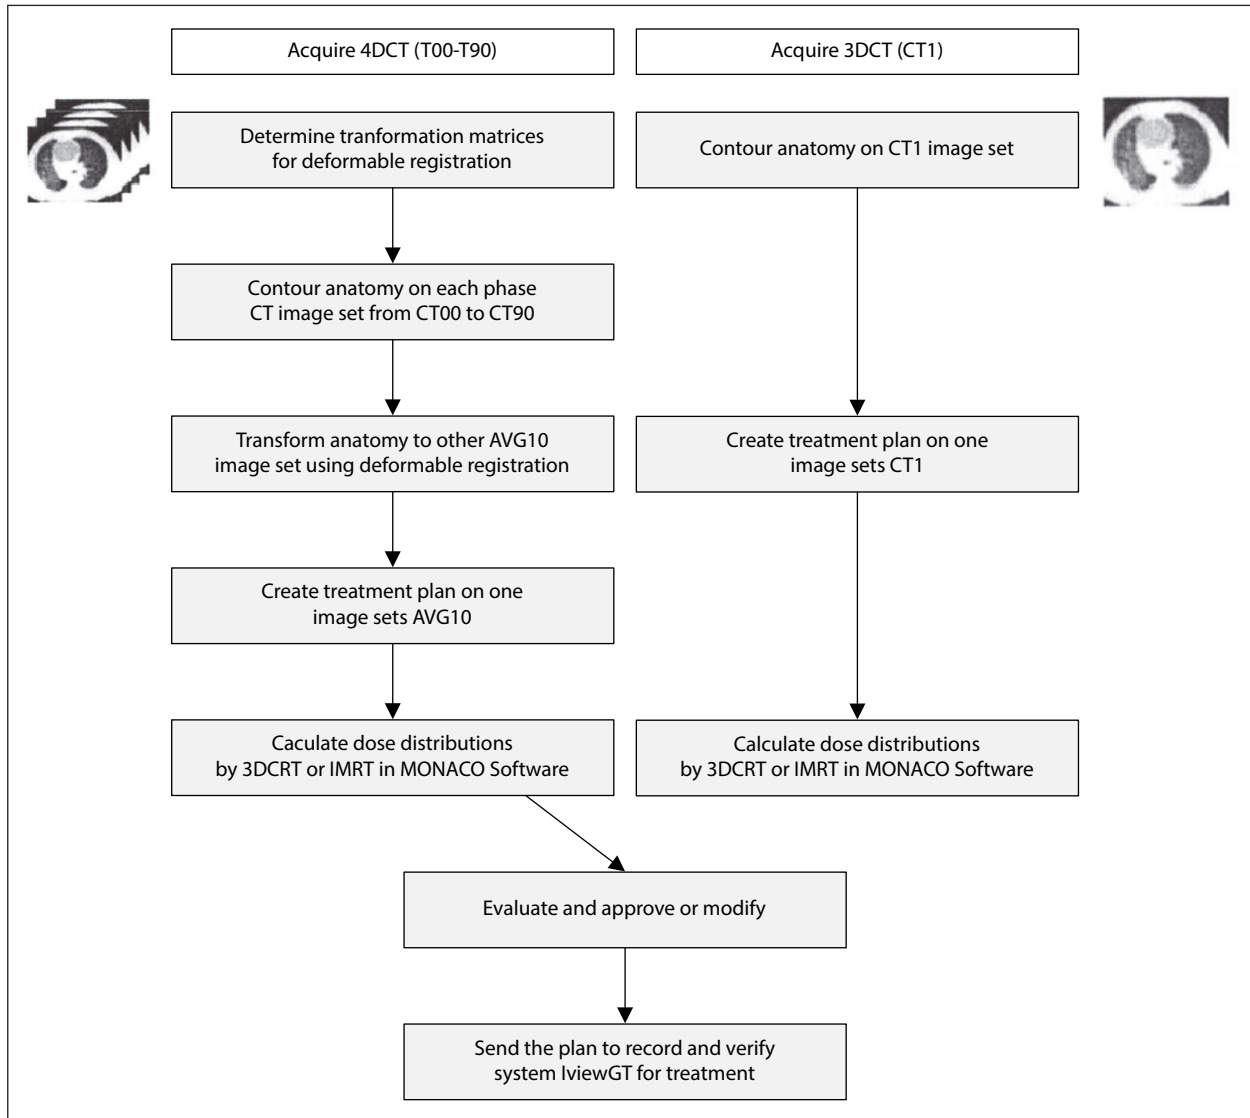 Acquire 4DCT (T00-T90)
Acquire 3DCT (CT1)
Determine tranformation matrices
for deformable registration
Contour anatomy on CT1 image set
Contour anatomy on each phase
CT image set from CT00 to CT90
Transform anatomy to other AVG10
image set using deformable registration
Create treatment plan on one
image sets CT1
Create treatment plan on one
image sets AVG10
Caculate dose distributions
by 3DCRT or IMRT in MONACO Software
Calculate dose distributions
by 3DCRT or IMRT in MONACO Software
Evaluate and approve or modify
Send the plan to record and verify
system IviewGT for treatment